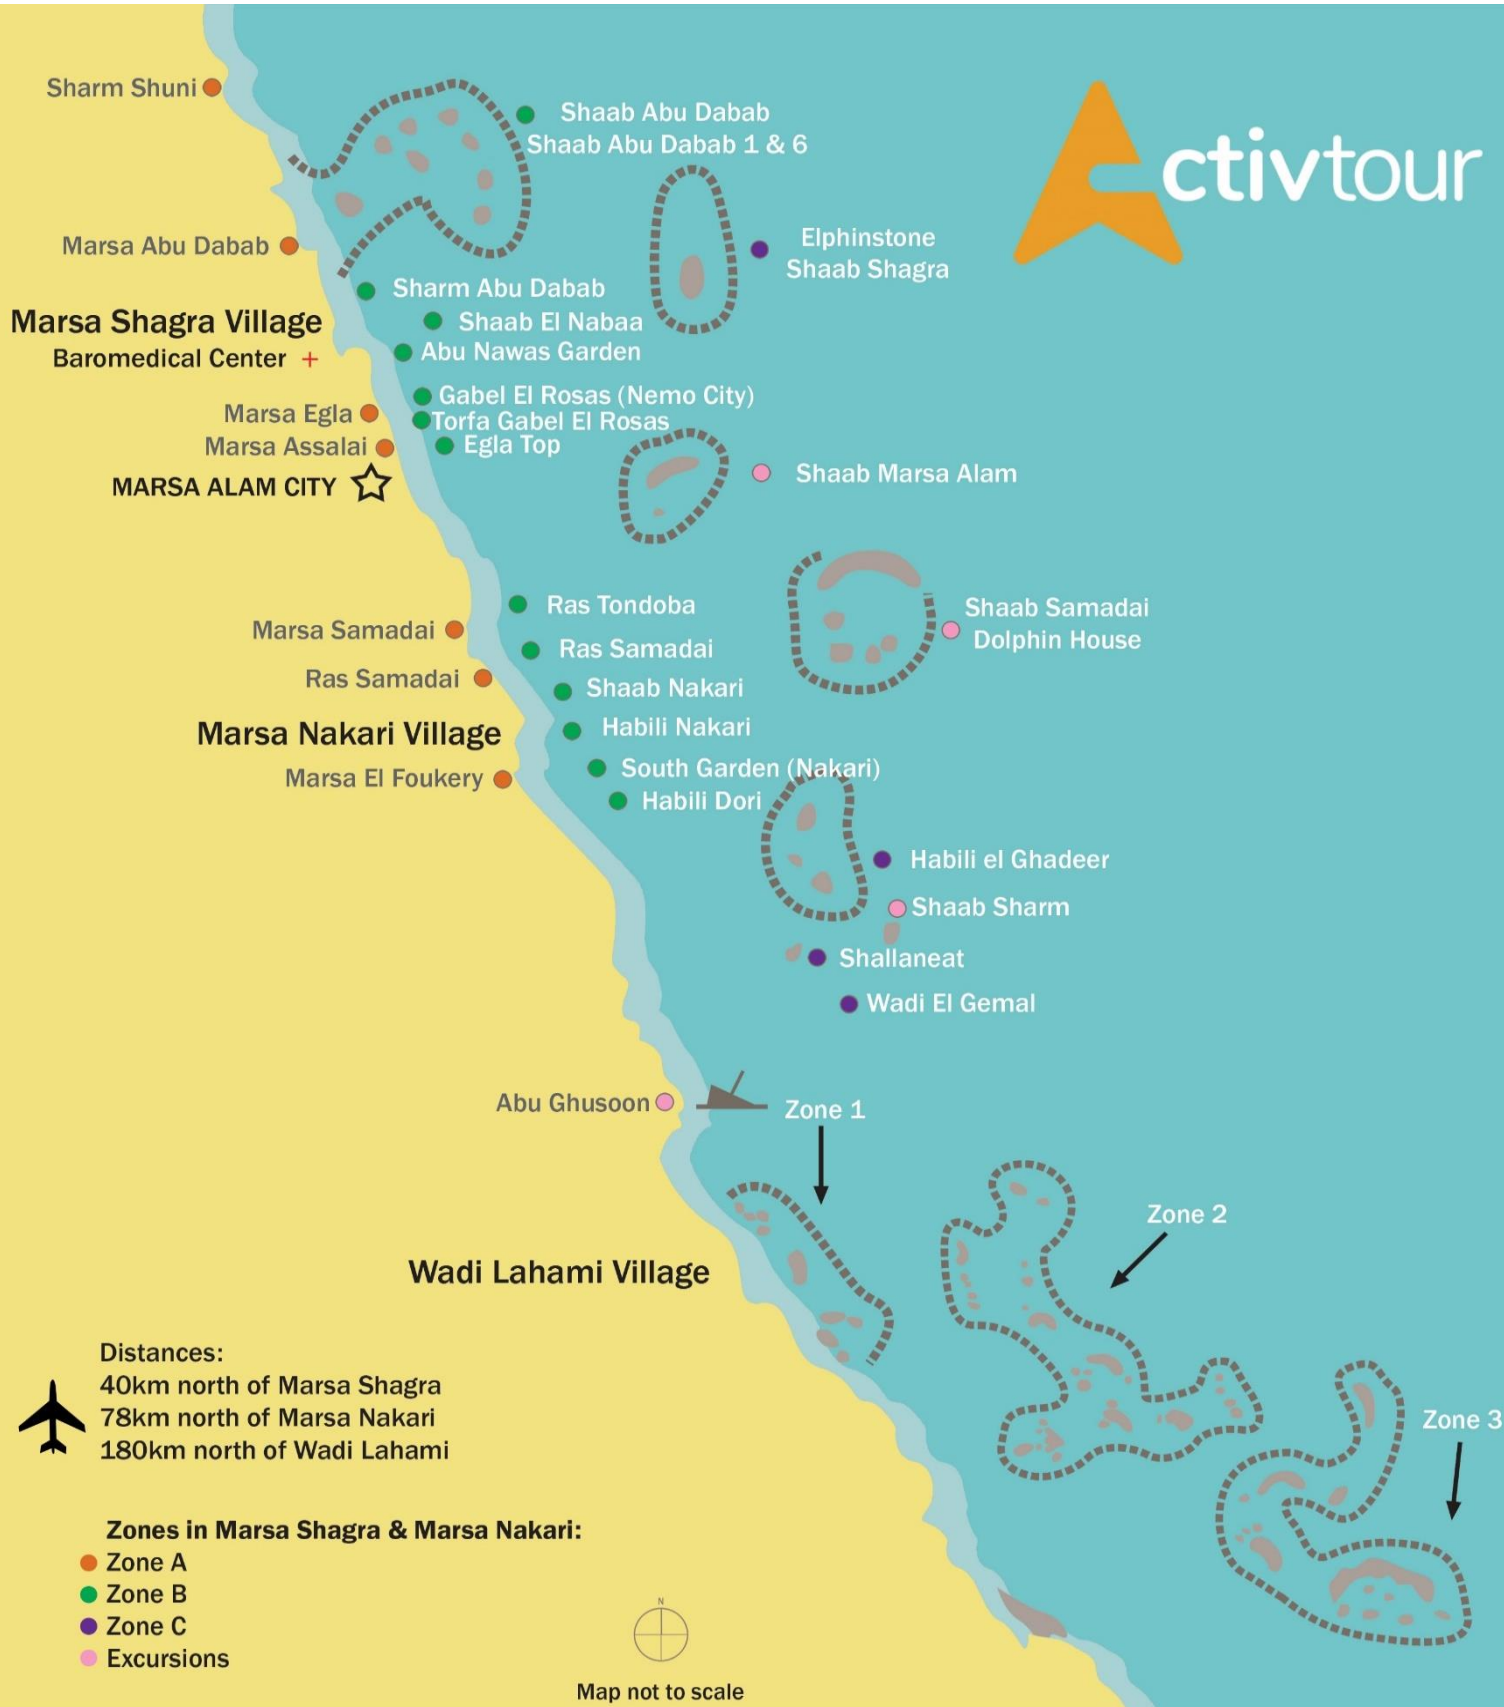 Sharm Shuni
Shaab Abu Dabab
Shaab Abu Dabab 1 & 6
ctivtour
Marsa Abu Dabab
Elphinstone
Shaab Shagra
Sharm Abu Dabab
Marsa Shagra Village
Shaab El Nabaa
Baromedical Center
Abu Nawas Garden
Gabel El Rosas (Nemo City)
Marsa Egla
Torfa Gabel El Rosas
Marsa Assalai
Egla Top
MARSA ALAM CITY
Shaab Marsa Alam
Ras Tondoba
Shaab Samadai
Dolphin House
Marsa Samadai
Ras Samadai
Ras Samadai
Shaab Nakari
Marsa Nakari Village
Habili Nakari
South Garden (Nakari)
Marsa El Foukery
Habili Dori
Habili el Ghadeer
Shaab Sharm
Shallaneat
Wadi El Gemal
Abu Ghusoon
Zone 1
Zone 2
Wadi Lahami Village
Zone 3
Distances:
40km north of Marsa Shagra
78km north of Marsa Nakari
180km north of Wadi Lahami
Zones in Marsa Shagra & Marsa Nakari:
Zone A
Zone B
Zone C
Excursions
N
Map not to scale